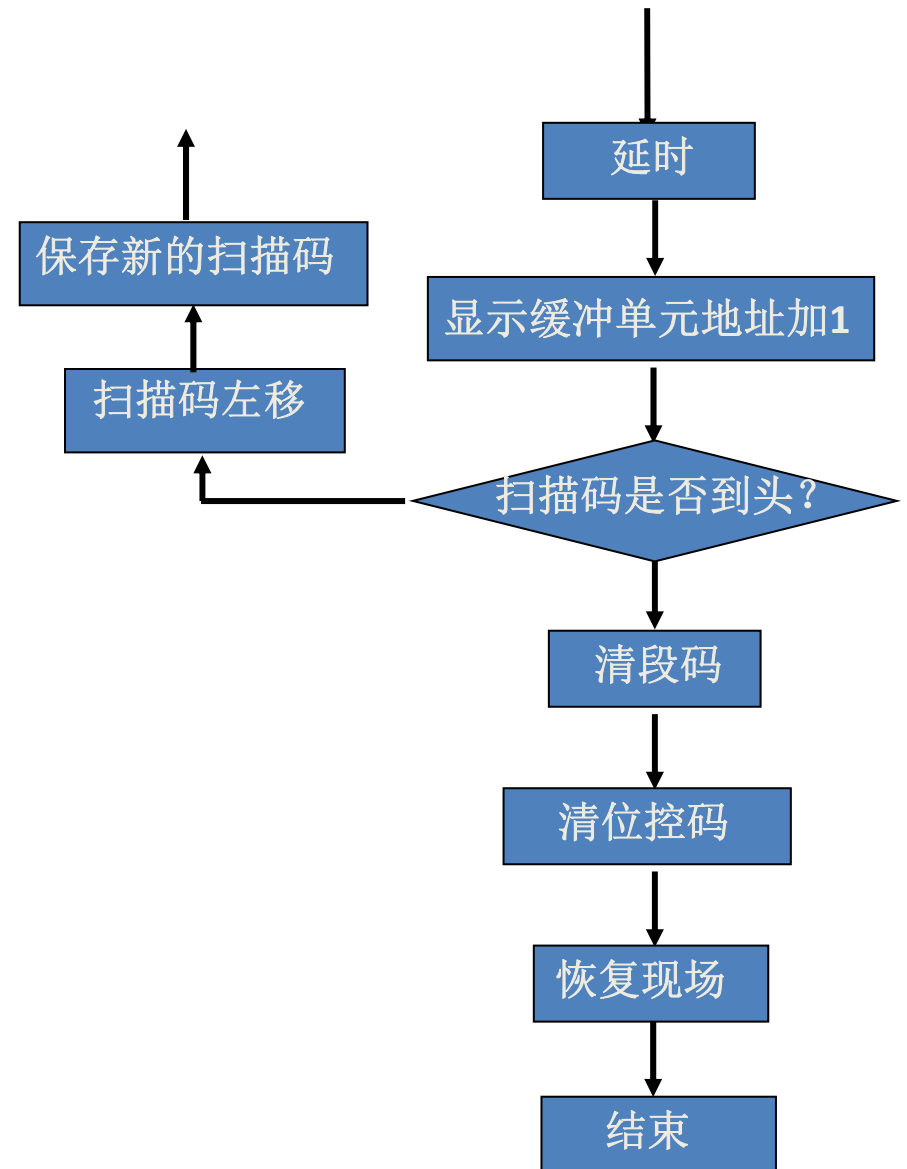 延时
保存新的扫描码
显示缓冲单元地址加1
扫描码左移
扫描码是否到头？
清段码
清位控码
恢复现场
结束